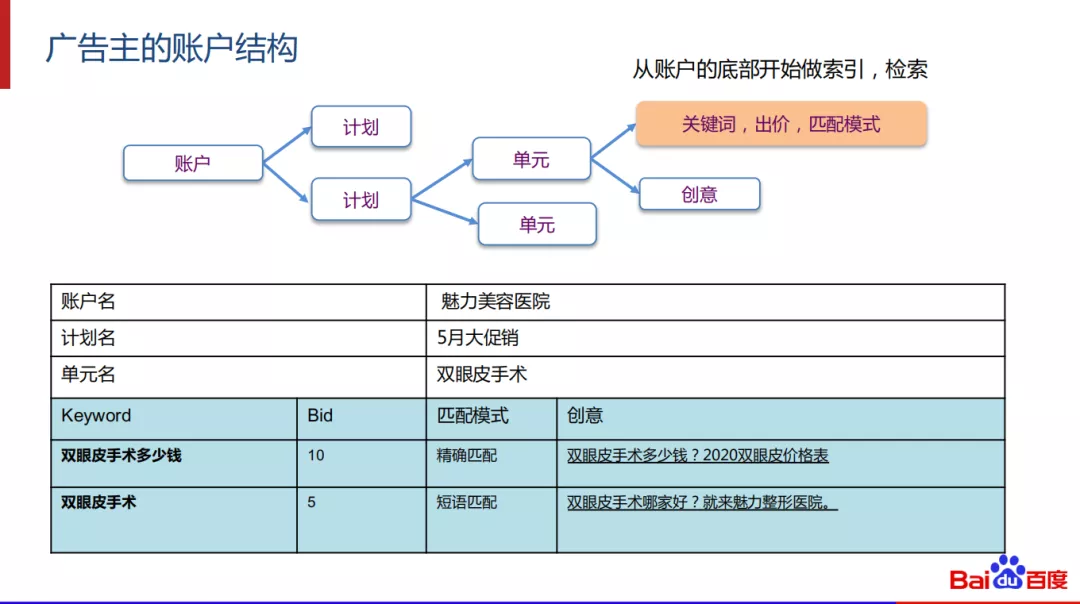 广告主的账户结构
从账户的底部开始做索引，检索
计划
关键词，出价，匹配模式
账户
单元
计划
创意
单元
账户名 魅力美容医院
计划名 5月大促销
单元名 双眼皮手术
Keyword Bid 匹配模式 创意
双眼皮手术多少钱 10 精确匹配 双眼皮手术多少钱？2020双眼皮价格表
双眼皮手术 5 短语匹配 双眼皮手术哪家好？就来魅力整形医院。
Baidu百度